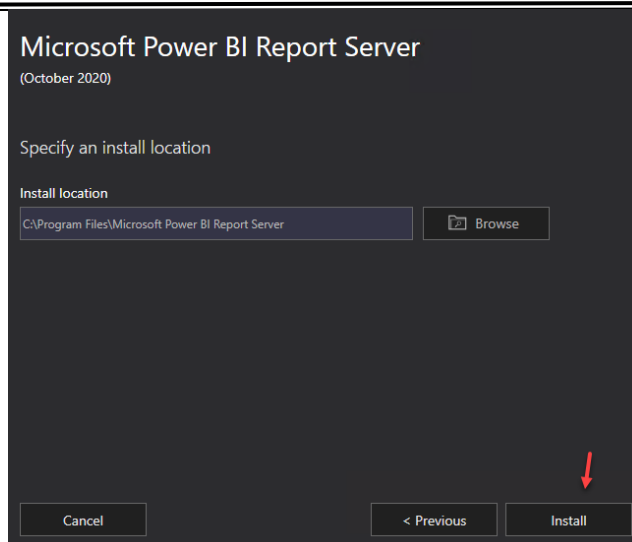 Microsoft Power BI Report Server
(October 2020)
Specify an install location
Install location
C:\Program Files\Microsoft Power BI Report Server
Browse
Cancel
< Previous
Install